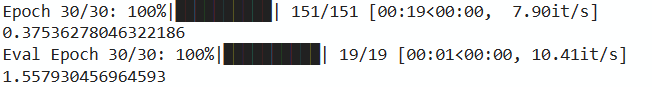 Epoch 30/30: 100%|██████████| 151/151 [00:19<00:00,  7.90it/s]
0.37536278046322186
Eval Epoch 30/30: 100%|██████████| 19/19 [00:01<00:00, 10.41it/s]
1.557930456964593